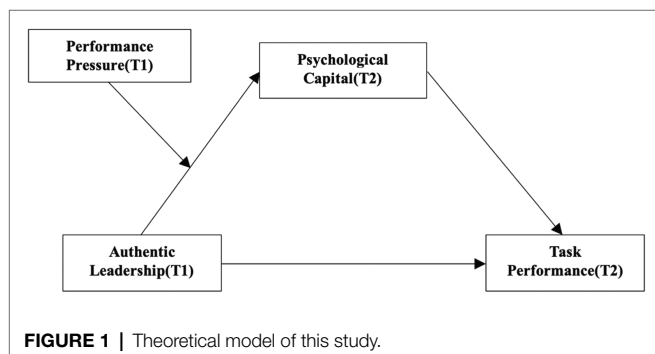 Performance
Pressure(T1)
Psychological
Capital(T2)
Authentic
Leadership(T1)
Task
Performance(T2)
FIGURE 1 | Theoretical model of this study.